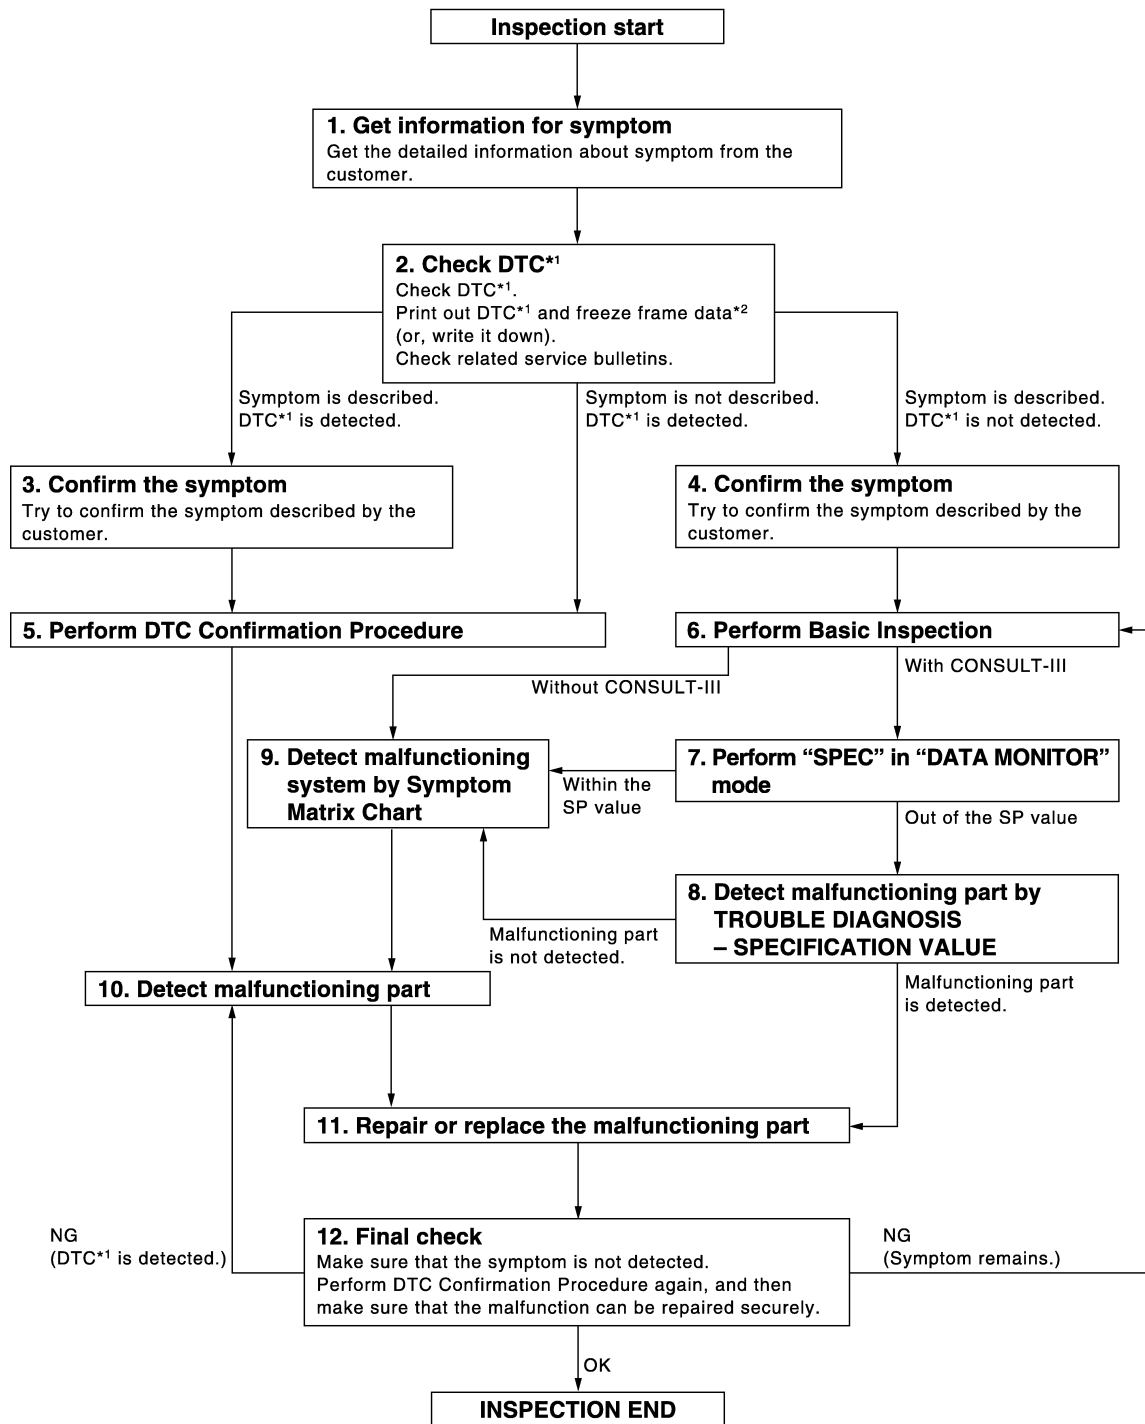 Inspection start
1. Get information for symptom
Get the detailed information about symptom from the
customer.
2. Check DTC*1
Check DTC*1.
Print out DTC*1 and freeze frame data*2
(or, write it down).
Check related service bulletins.
Symptom is described.
DTC*1 is detected.
Symptom is not described.
DTC*1 is detected.
Symptom is described.
DTC*1 is not detected.
3. Confirm the symptom
Try to confirm the symptom described by the
customer.
4. Confirm the symptom
Try to confirm the symptom described by the
customer.
5. Perform DTC Confirmation Procedure
6. Perform Basic Inspection
Without CONSULT-III
With CONSULT-III
9. Detect malfunctioning
system by Symptom
Matrix Chart
Within the
SP value
7. Perform “SPEC” in “DATA MONITOR”
mode
Out of the SP value
8. Detect malfunctioning part by
TROUBLE DIAGNOSIS
– SPECIFICATION VALUE
Malfunctioning part
is not detected.
Malfunctioning part
is detected.
10. Detect malfunctioning part
11. Repair or replace the malfunctioning part
NG
(DTC*1 is detected.)
12. Final check
Make sure that the symptom is not detected.
Perform DTC Confirmation Procedure again, and then
make sure that the malfunction can be repaired securely.
NG
(Symptom remains.)
OK
INSPECTION END